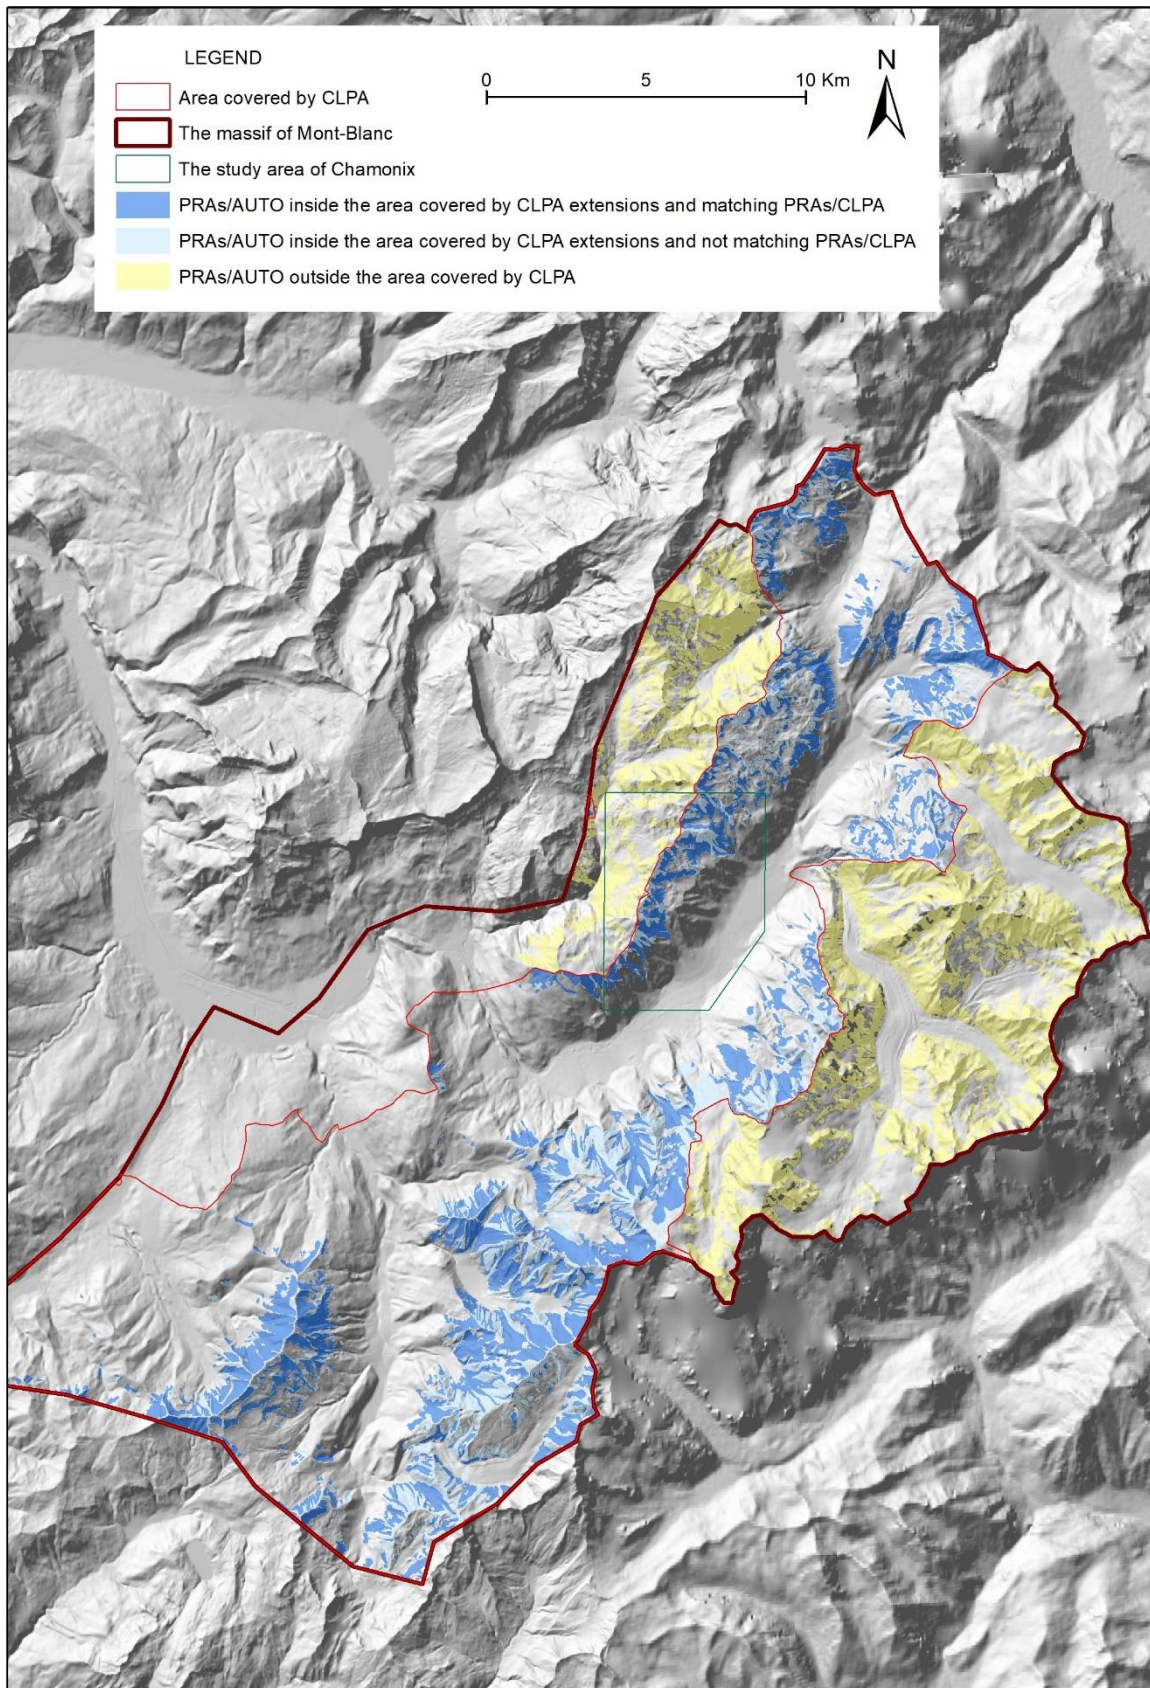 LEGEND
0 5 10 Km
N
Area covered by CLPA
The massif of Mont-Blanc
The study area of Chamonix
PRAs/AUTO inside the area covered by CLPA extensions and matching PRAs/CLPA
PRAs/AUTO inside the area covered by CLPA extensions and not matching PRAs/CLPA
PRAs/AUTO outside the area covered by CLPA